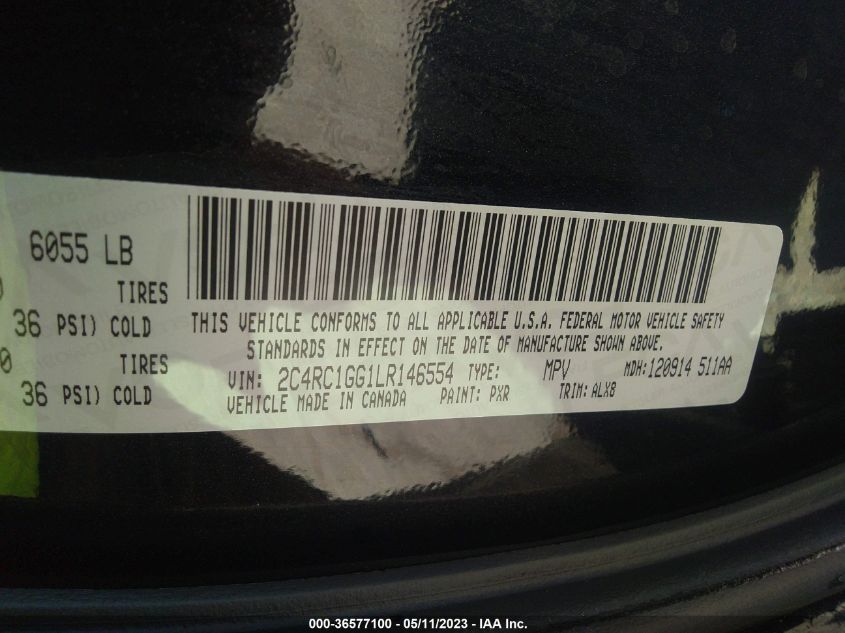 6055 LB
0 TIRES
36 PSI) COLD
0 TIRES
36 PSI) COLD
THIS VEHICLE CONFORMS TO ALL APPLICABLE U.S.A. FEDERAL MOTOR VEHICLE SAFETY
STANDARDS IN EFFECT ON THE DATE OF MANUFACTURE SHOWN ABOVE.
VIN: 2C4RC1GG1LR146554 TYPE: MPV MDH:120914 511AA
VEHICLE MADE IN CANADA PAINT: PXR TRIM: ALX8
000-36577100 - 05/11/2023 - IAA Inc.